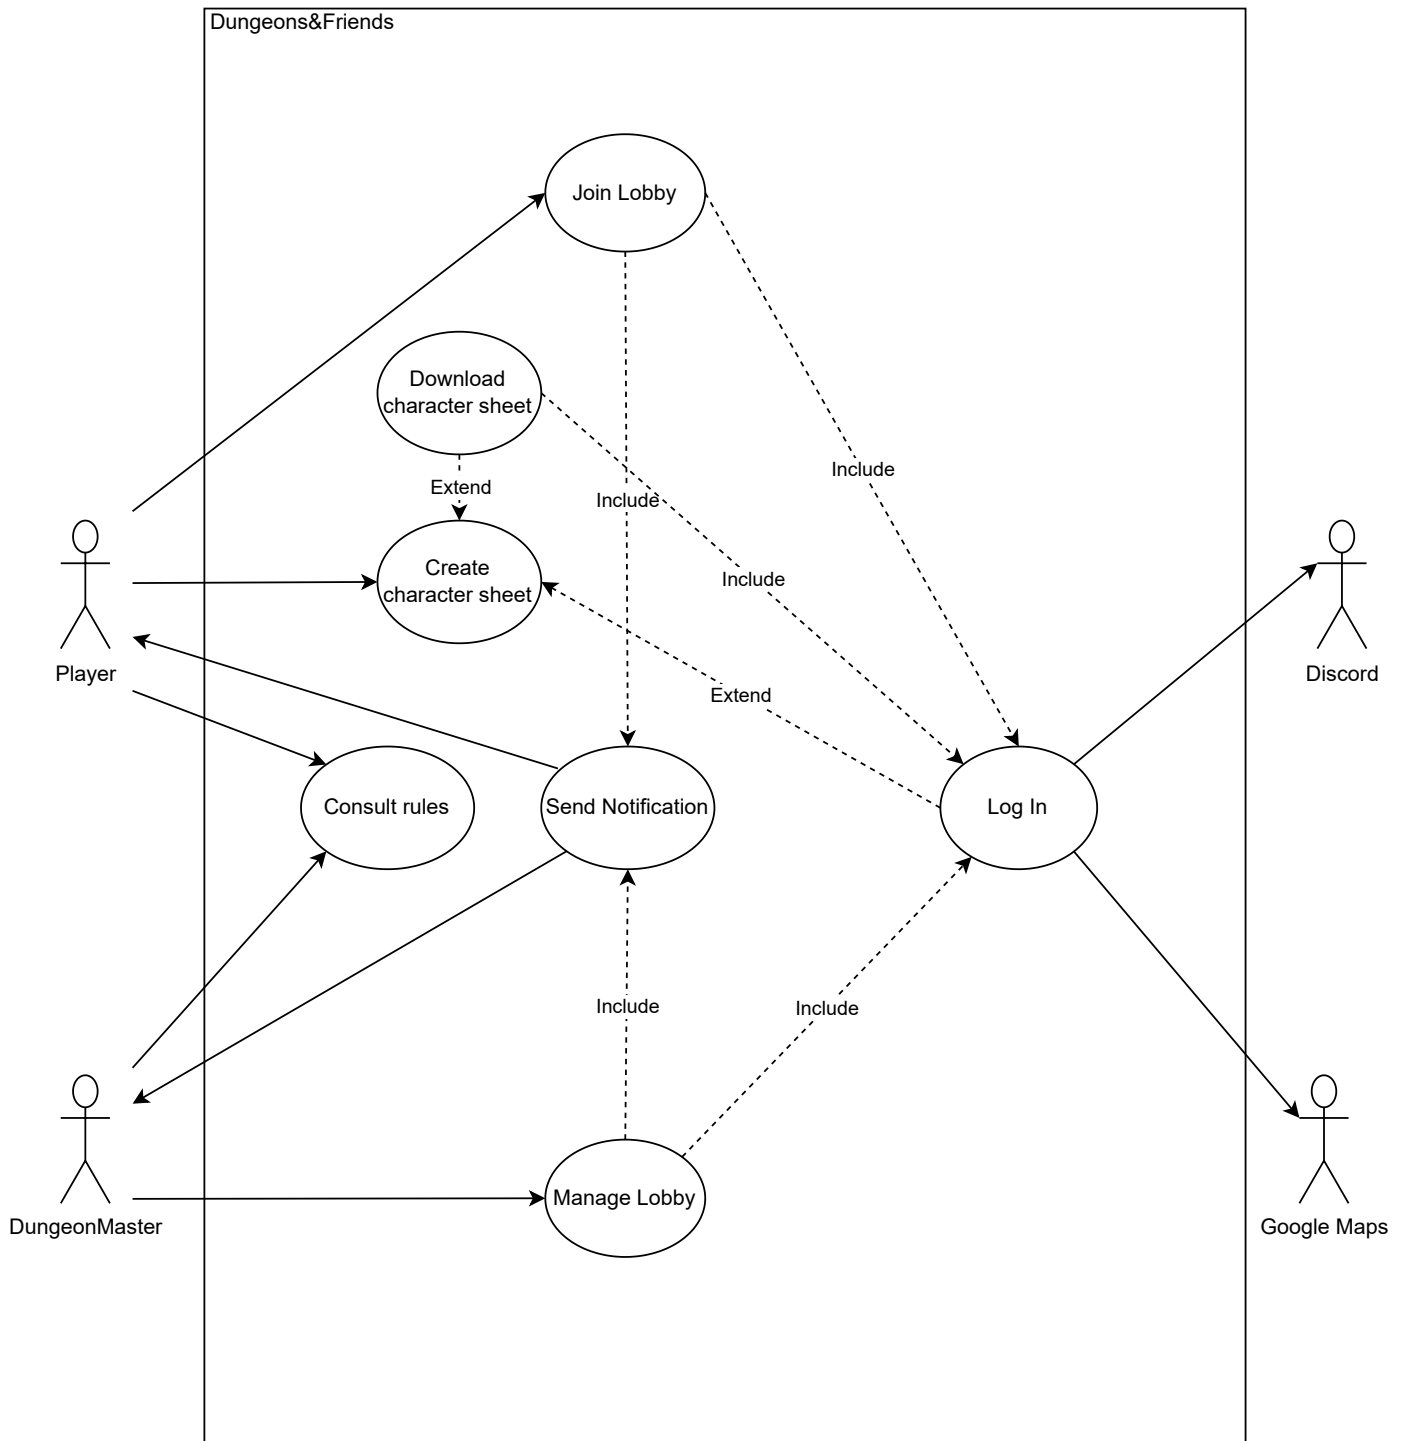 Dungeons&Friends
Join Lobby
Download
character sheet
Include
Extend
Include
Create
character sheet
Include
Player
Discord
Extend
Consult rules
Send Notification
Log In
Include
Include
Manage Lobby
DungeonMaster
Google Maps